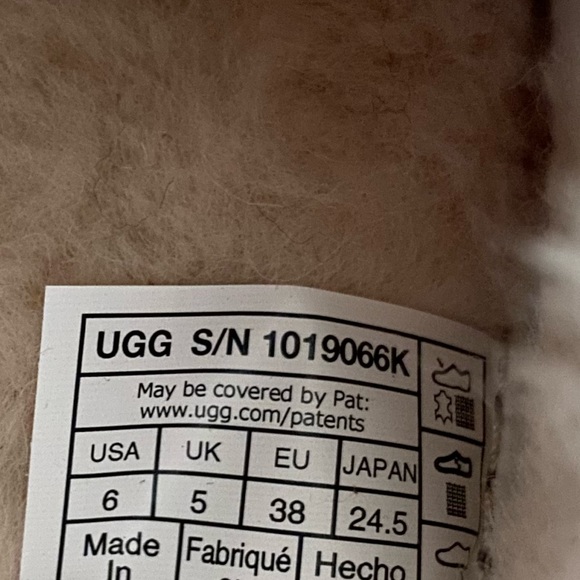 UGG S/N 1019066K
May be covered by Pat:
www.ugg.com/patents
USA UK EU JAPAN
6 5 38 24.5
Made Fabriqué Hecho
In